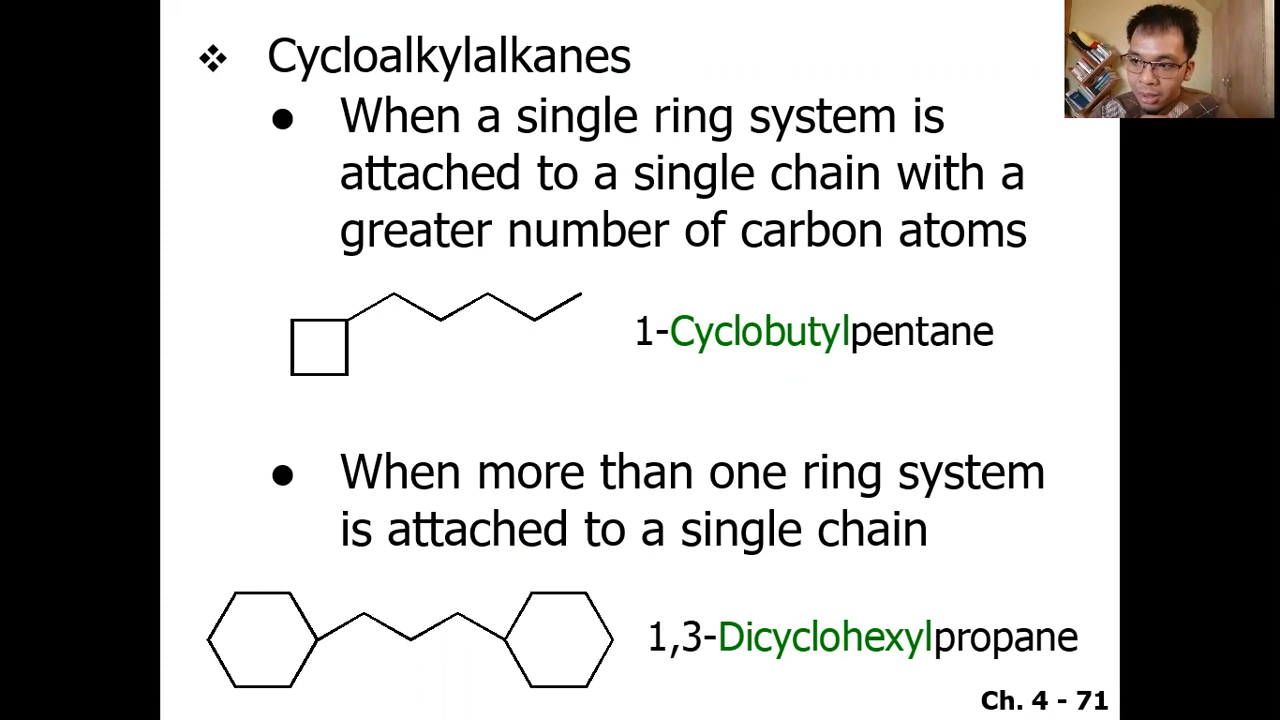 ❖ Cycloalkylalkanes
● When a single ring system is
attached to a single chain with a
greater number of carbon atoms
1-Cyclobutylpentane
● When more than one ring system
is attached to a single chain
1,3-Dicyclohexylpropane
Ch. 4 - 71